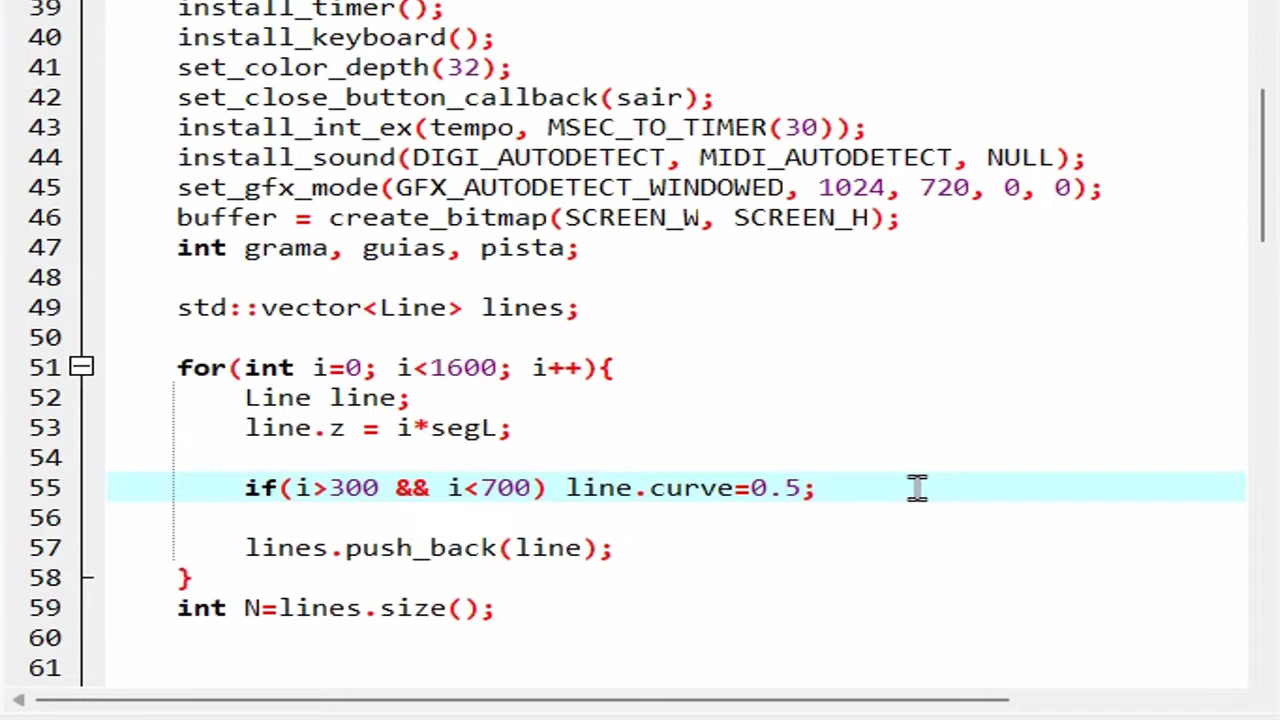 39 install_timer();
40 install_keyboard();
41 set_color_depth(32);
42 set_close_button_callback(sair);
43 install_int_ex(tempo, MSEC_TO_TIMER(30));
44 install_sound(DIGI_AUTODETECT, MIDI_AUTODETECT, NULL);
45 set_gfx_mode(GFX_AUTODETECT_WINDOWED, 1024, 720, 0, 0);
46 buffer = create_bitmap(SCREEN_W, SCREEN_H);
47 int grama, guias, pista;
48
49 std::vector<Line> lines;
50
51 for(int i=0; i<1600; i++){
52 Line line;
53 line.z = i*segL;
54
55 if(i>300 && i<700) line.curve=0.5;
56
57 lines.push_back(line);
58 }
59 int N=lines.size();
60
61